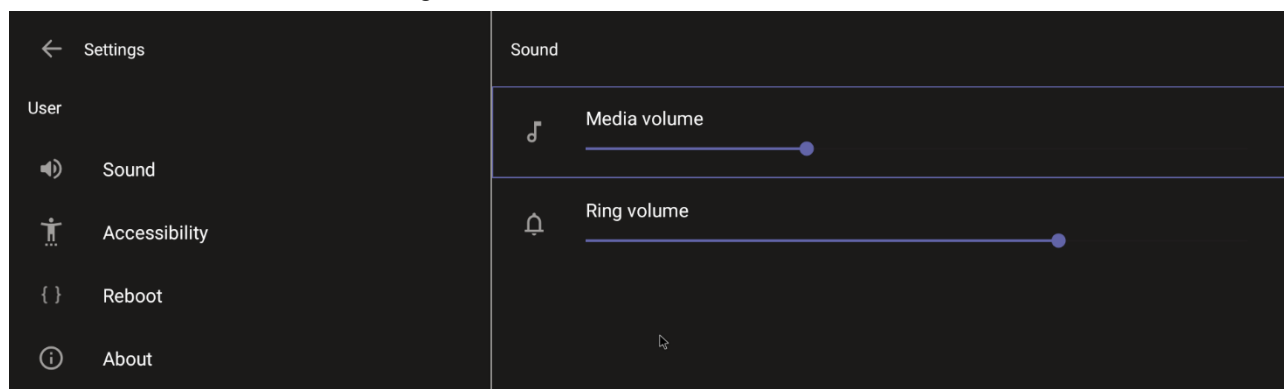 Settings
User
Sound
Accessibility
Reboot
About
Sound
Media volume
Ring volume